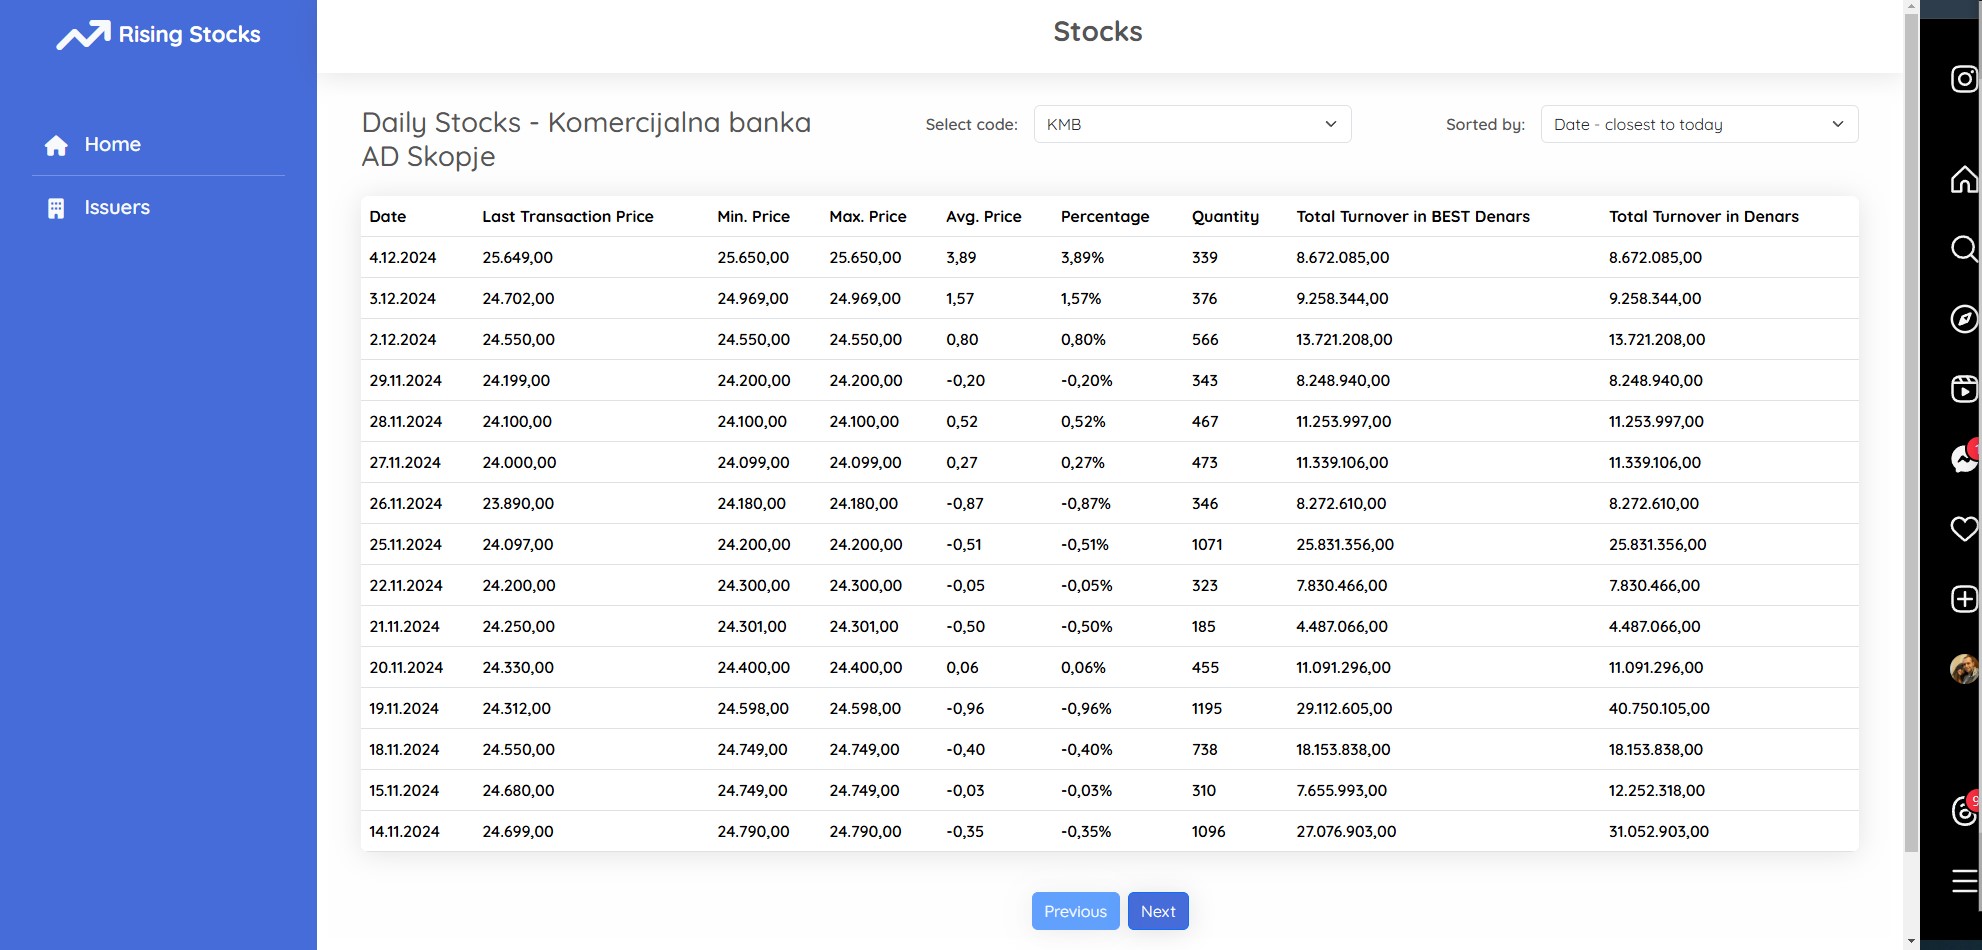 Rising Stocks
Home
Issuers
Stocks
Daily Stocks - Komercijalna banka
AD Skopje
Select code: KMB
Sorted by: Date - closest to today
Date Last Transaction Price Min. Price Max. Price Avg. Price Percentage Quantity Total Turnover in BEST Denars Total Turnover in Denars
4.12.2024 25.649,00 25.650,00 25.650,00 3,89 3,89% 339 8.672.085,00 8.672.085,00
3.12.2024 24.702,00 24.969,00 24.969,00 1,57 1,57% 376 9.258.344,00 9.258.344,00
2.12.2024 24.550,00 24.550,00 24.550,00 0,80 0,80% 566 13.721.208,00 13.721.208,00
29.11.2024 24.199,00 24.200,00 24.200,00 -0,20 -0,20% 343 8.248.940,00 8.248.940,00
28.11.2024 24.100,00 24.100,00 24.100,00 0,52 0,52% 467 11.253.997,00 11.253.997,00
27.11.2024 24.000,00 24.099,00 24.099,00 0,27 0,27% 473 11.339.106,00 11.339.106,00
26.11.2024 23.890,00 24.180,00 24.180,00 -0,87 -0,87% 346 8.272.610,00 8.272.610,00
25.11.2024 24.097,00 24.200,00 24.200,00 -0,51 -0,51% 1071 25.831.356,00 25.831.356,00
22.11.2024 24.200,00 24.300,00 24.300,00 -0,05 -0,05% 323 7.830.466,00 7.830.466,00
21.11.2024 24.250,00 24.301,00 24.301,00 -0,50 -0,50% 185 4.487.066,00 4.487.066,00
20.11.2024 24.330,00 24.400,00 24.400,00 0,06 0,06% 455 11.091.296,00 11.091.296,00
19.11.2024 24.312,00 24.598,00 24.598,00 -0,96 -0,96% 1195 29.112.605,00 40.750.105,00
18.11.2024 24.550,00 24.749,00 24.749,00 -0,40 -0,40% 738 18.153.838,00 18.153.838,00
15.11.2024 24.680,00 24.749,00 24.749,00 -0,03 -0,03% 310 7.655.993,00 12.252.318,00
14.11.2024 24.699,00 24.790,00 24.790,00 -0,35 -0,35% 1096 27.076.903,00 31.052.903,00
Previous Next